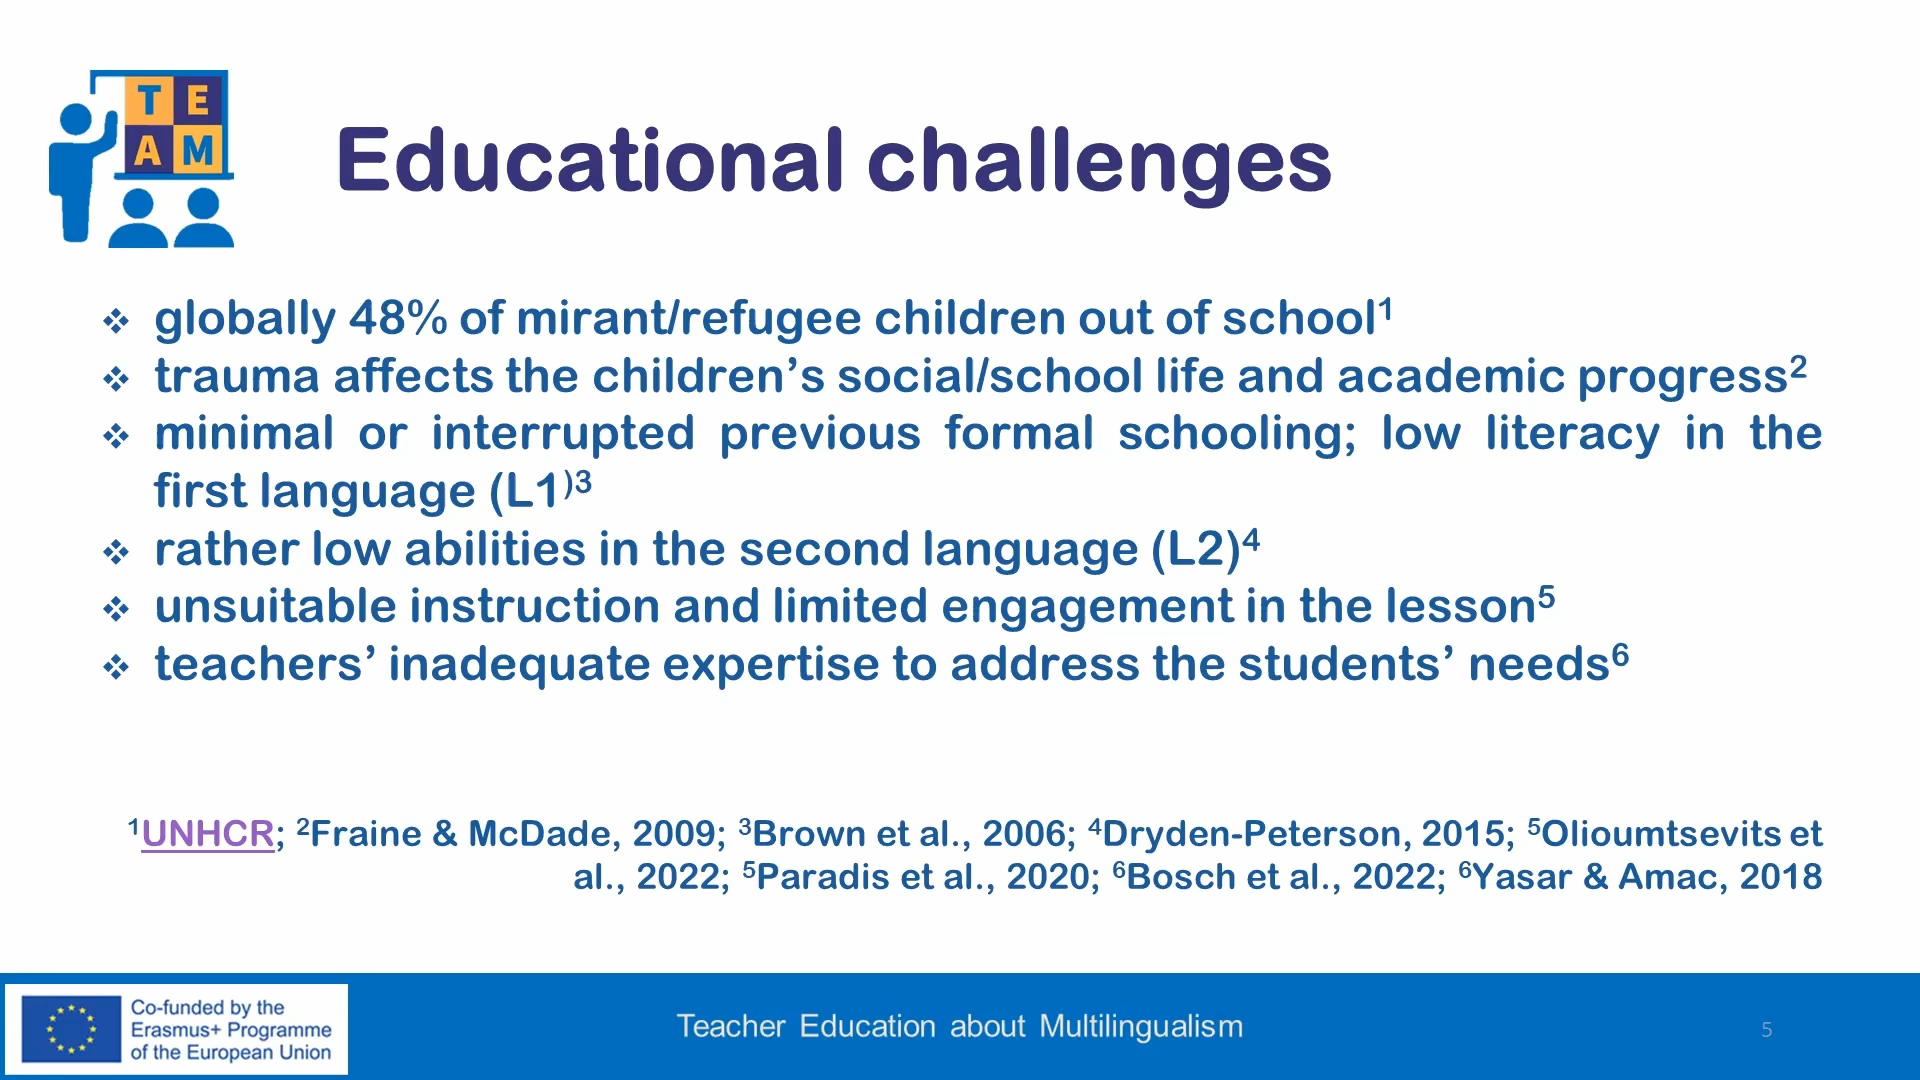 T E
A M
Educational challenges
❖ globally 48% of mirant/refugee children out of school¹
❖ trauma affects the children’s social/school life and academic progress²
❖ minimal or interrupted previous formal schooling; low literacy in the
first language (L1⁾³
❖ rather low abilities in the second language (L2)⁴
❖ unsuitable instruction and limited engagement in the lesson⁵
❖ teachers’ inadequate expertise to address the students’ needs⁶
¹UNHCR; ²Fraine & McDade, 2009; ³Brown et al., 2006; ⁴Dryden-Peterson, 2015; ⁵Olioumtsevits et
al., 2022; ⁵Paradis et al., 2020; ⁶Bosch et al., 2022; ⁶Yasar & Amac, 2018
Co-funded by the
Erasmus+ Programme
of the European Union
Teacher Education about Multilingualism
5